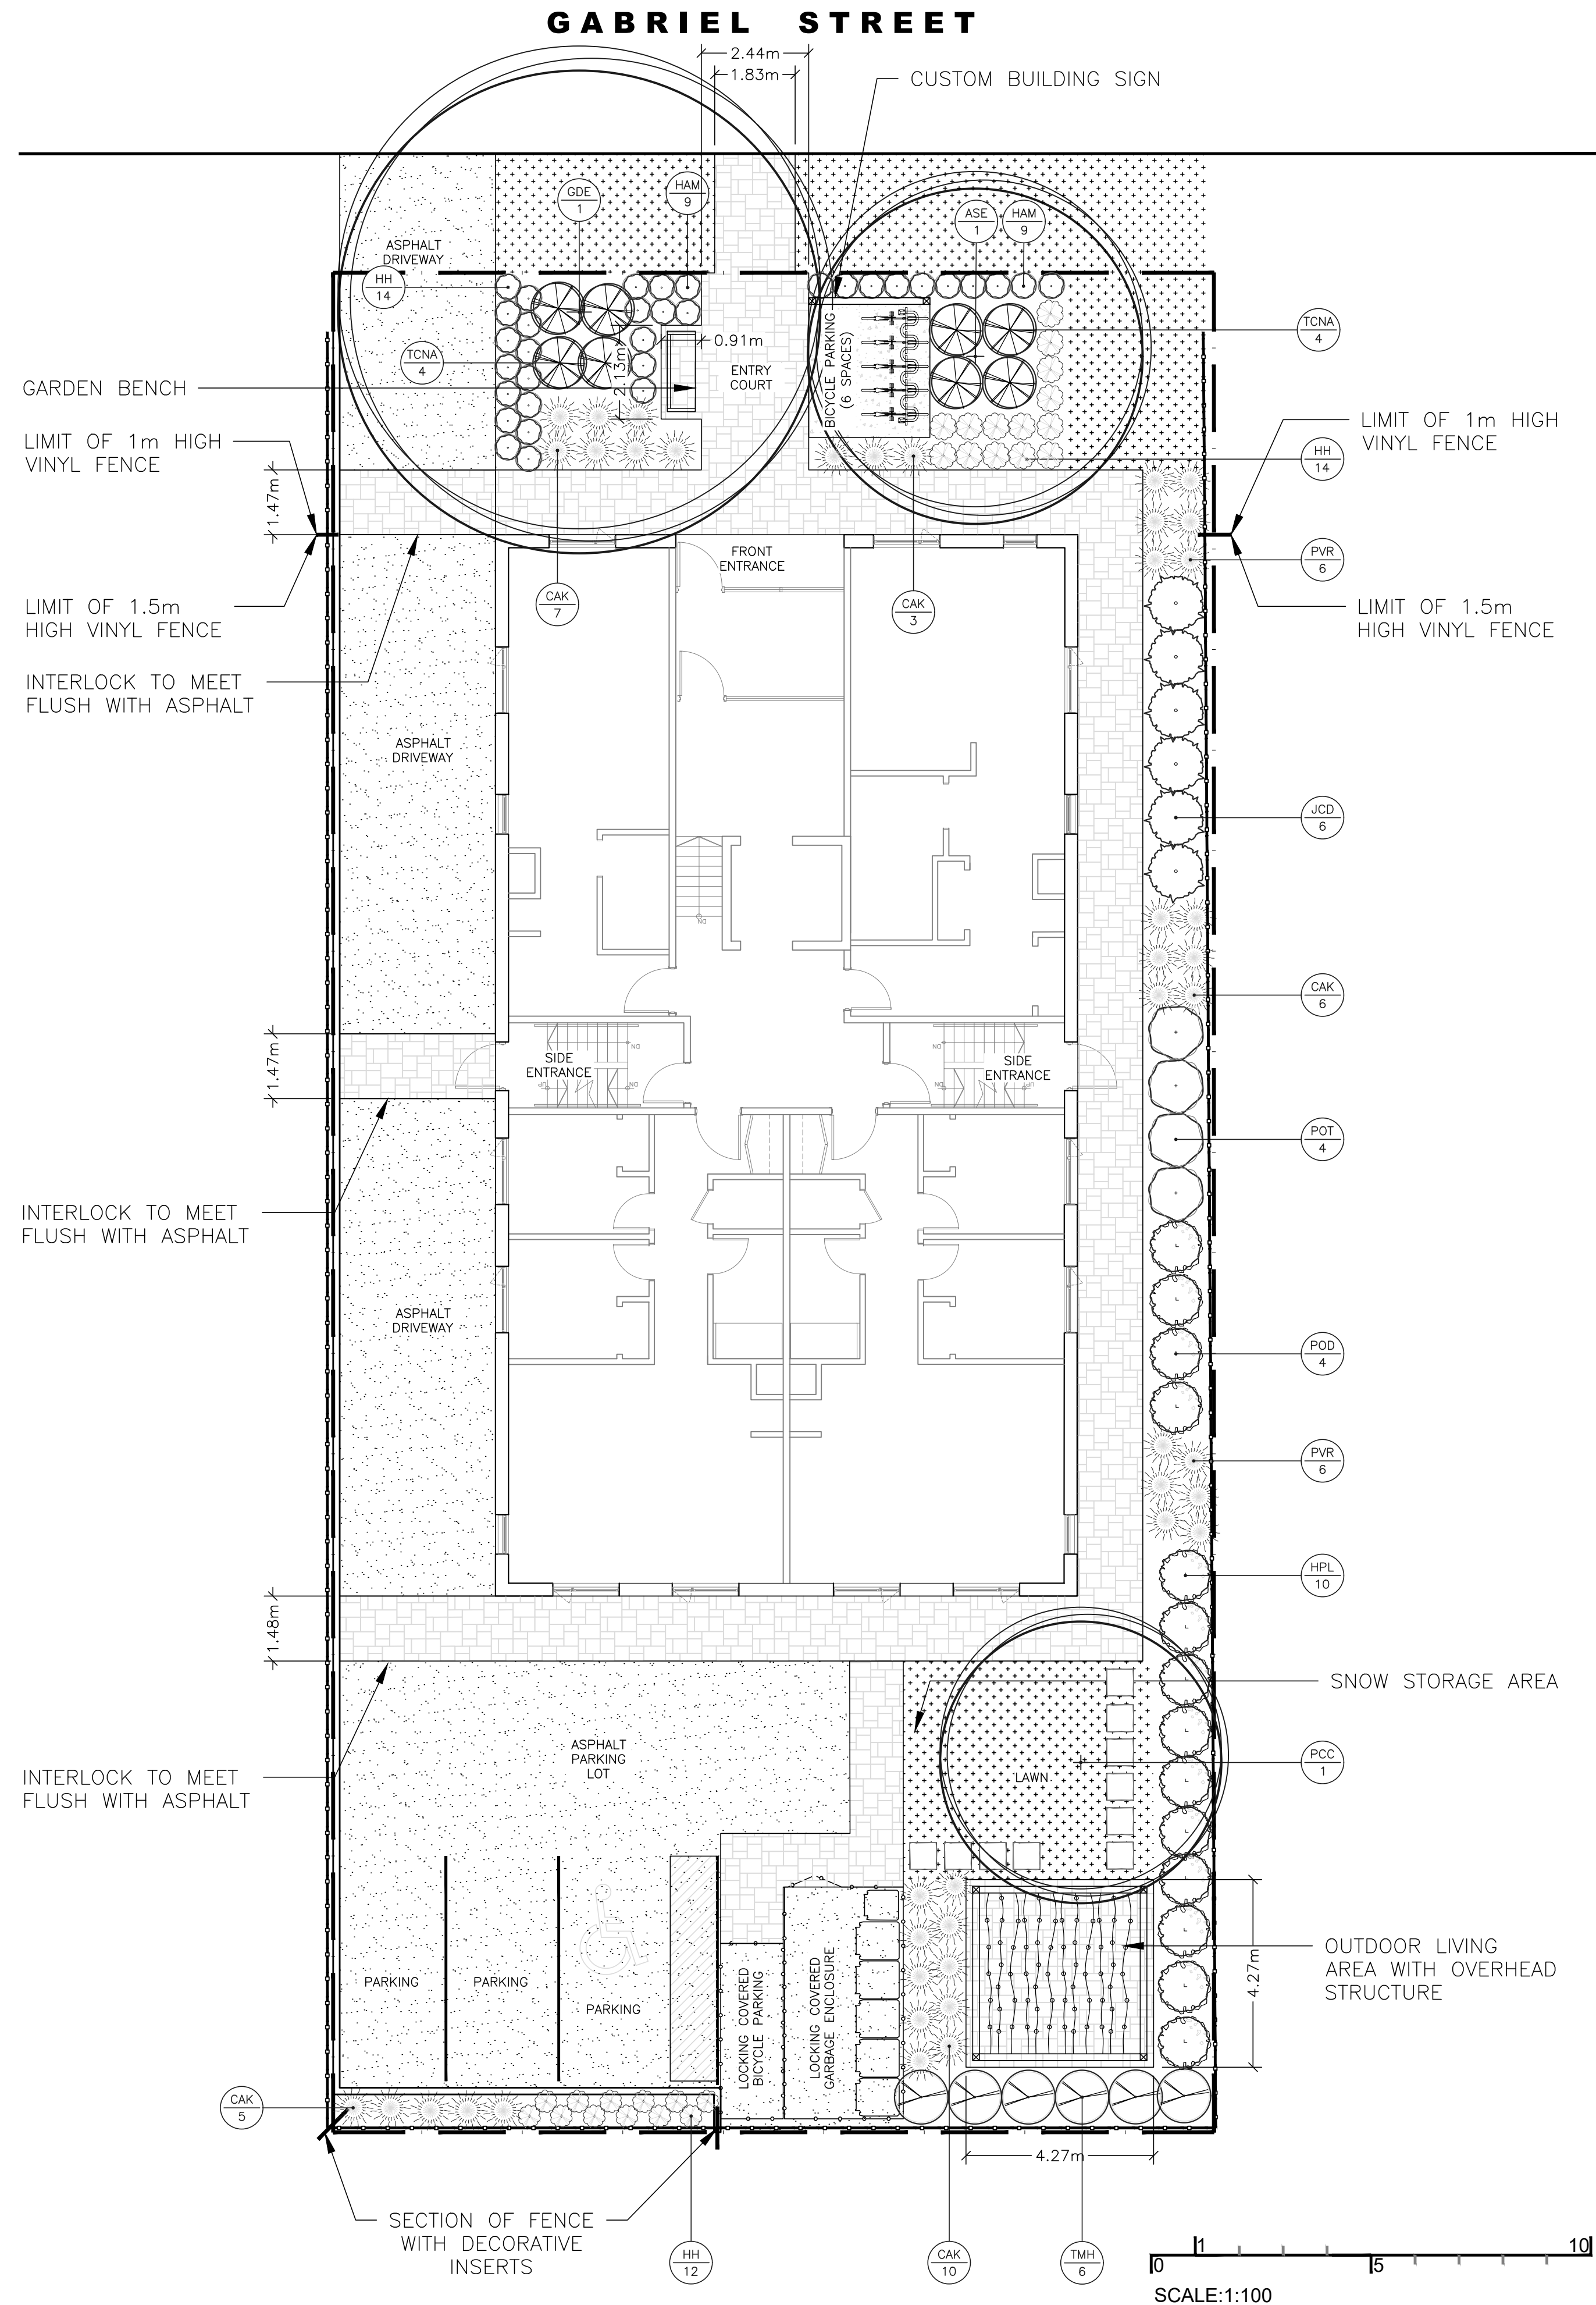 GABRIEL STREET
2.44m
1.83m
CUSTOM BUILDING SIGN
GDE
1
HAM
9
ASE
1
HAM
9
ASPHALT
DRIVEWAY
HH
14
TCNA
4
TCNA
4
0.91m
2.13m
ENTRY
COURT
BICYCLE PARKING
(6 SPACES)
GARDEN BENCH
LIMIT OF 1m HIGH
VINYL FENCE
LIMIT OF 1m HIGH
VINYL FENCE
HH
14
1.47m
FRONT
ENTRANCE
PVR
6
CAK
7
CAK
3
LIMIT OF 1.5m
HIGH VINYL FENCE
LIMIT OF 1.5m
HIGH VINYL FENCE
INTERLOCK TO MEET
FLUSH WITH ASPHALT
ASPHALT
DRIVEWAY
JCD
6
DN
CAK
6
1.47m
SIDE
ENTRANCE
DN
UP
DN
SIDE
ENTRANCE
DN
DN
UP
POT
4
INTERLOCK TO MEET
FLUSH WITH ASPHALT
ASPHALT
DRIVEWAY
POD
4
PVR
6
HPL
10
1.48m
SNOW STORAGE AREA
ASPHALT
PARKING
LOT
LAWN
PCC
1
INTERLOCK TO MEET
FLUSH WITH ASPHALT
PARKING
PARKING
PARKING
LOCKING COVERED
BICYCLE PARKING
LOCKING COVERED
GARBAGE ENCLOSURE
4.27m
OUTDOOR LIVING
AREA WITH OVERHEAD
STRUCTURE
CAK
5
4.27m
SECTION OF FENCE
WITH DECORATIVE
INSERTS
HH
12
CAK
10
TMH
6
1
10
0
5
SCALE:1:100